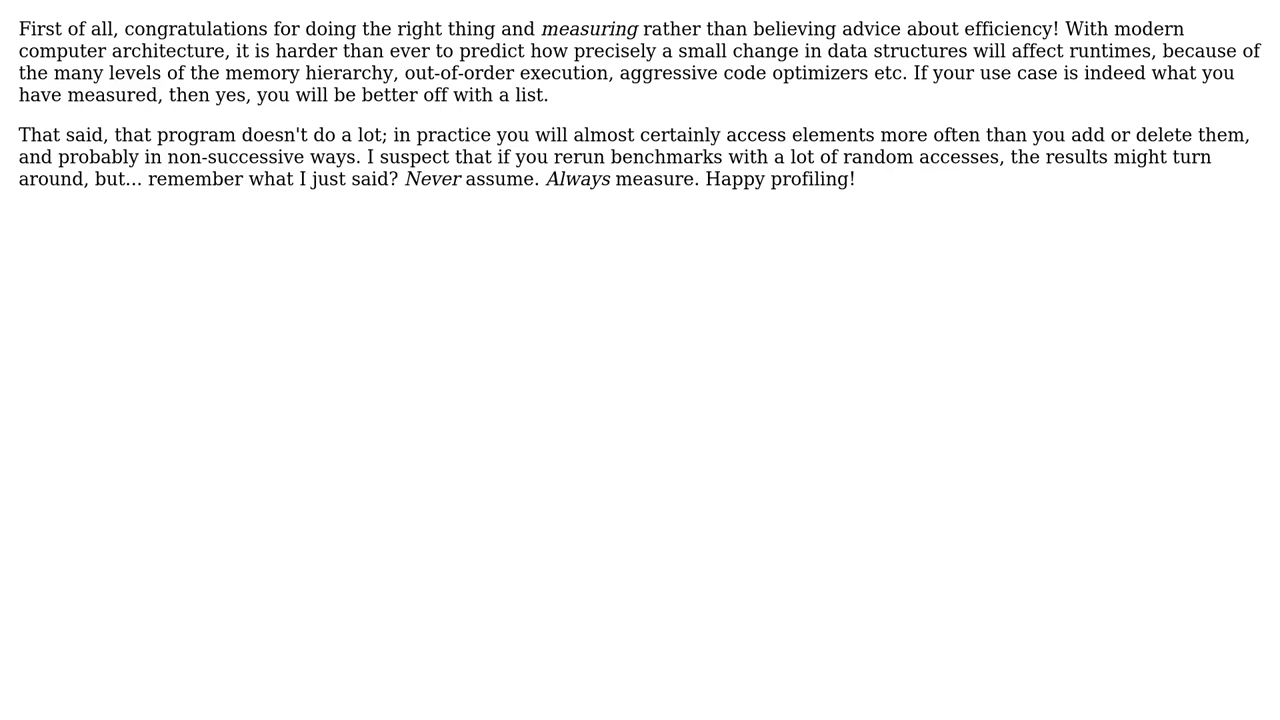 First of all, congratulations for doing the right thing and measuring rather than believing advice about efficiency! With modern
computer architecture, it is harder than ever to predict how precisely a small change in data structures will affect runtimes, because of
the many levels of the memory hierarchy, out-of-order execution, aggressive code optimizers etc. If your use case is indeed what you
have measured, then yes, you will be better off with a list.
That said, that program doesn't do a lot; in practice you will almost certainly access elements more often than you add or delete them,
and probably in non-successive ways. I suspect that if you rerun benchmarks with a lot of random accesses, the results might turn
around, but... remember what I just said? Never assume. Always measure. Happy profiling!